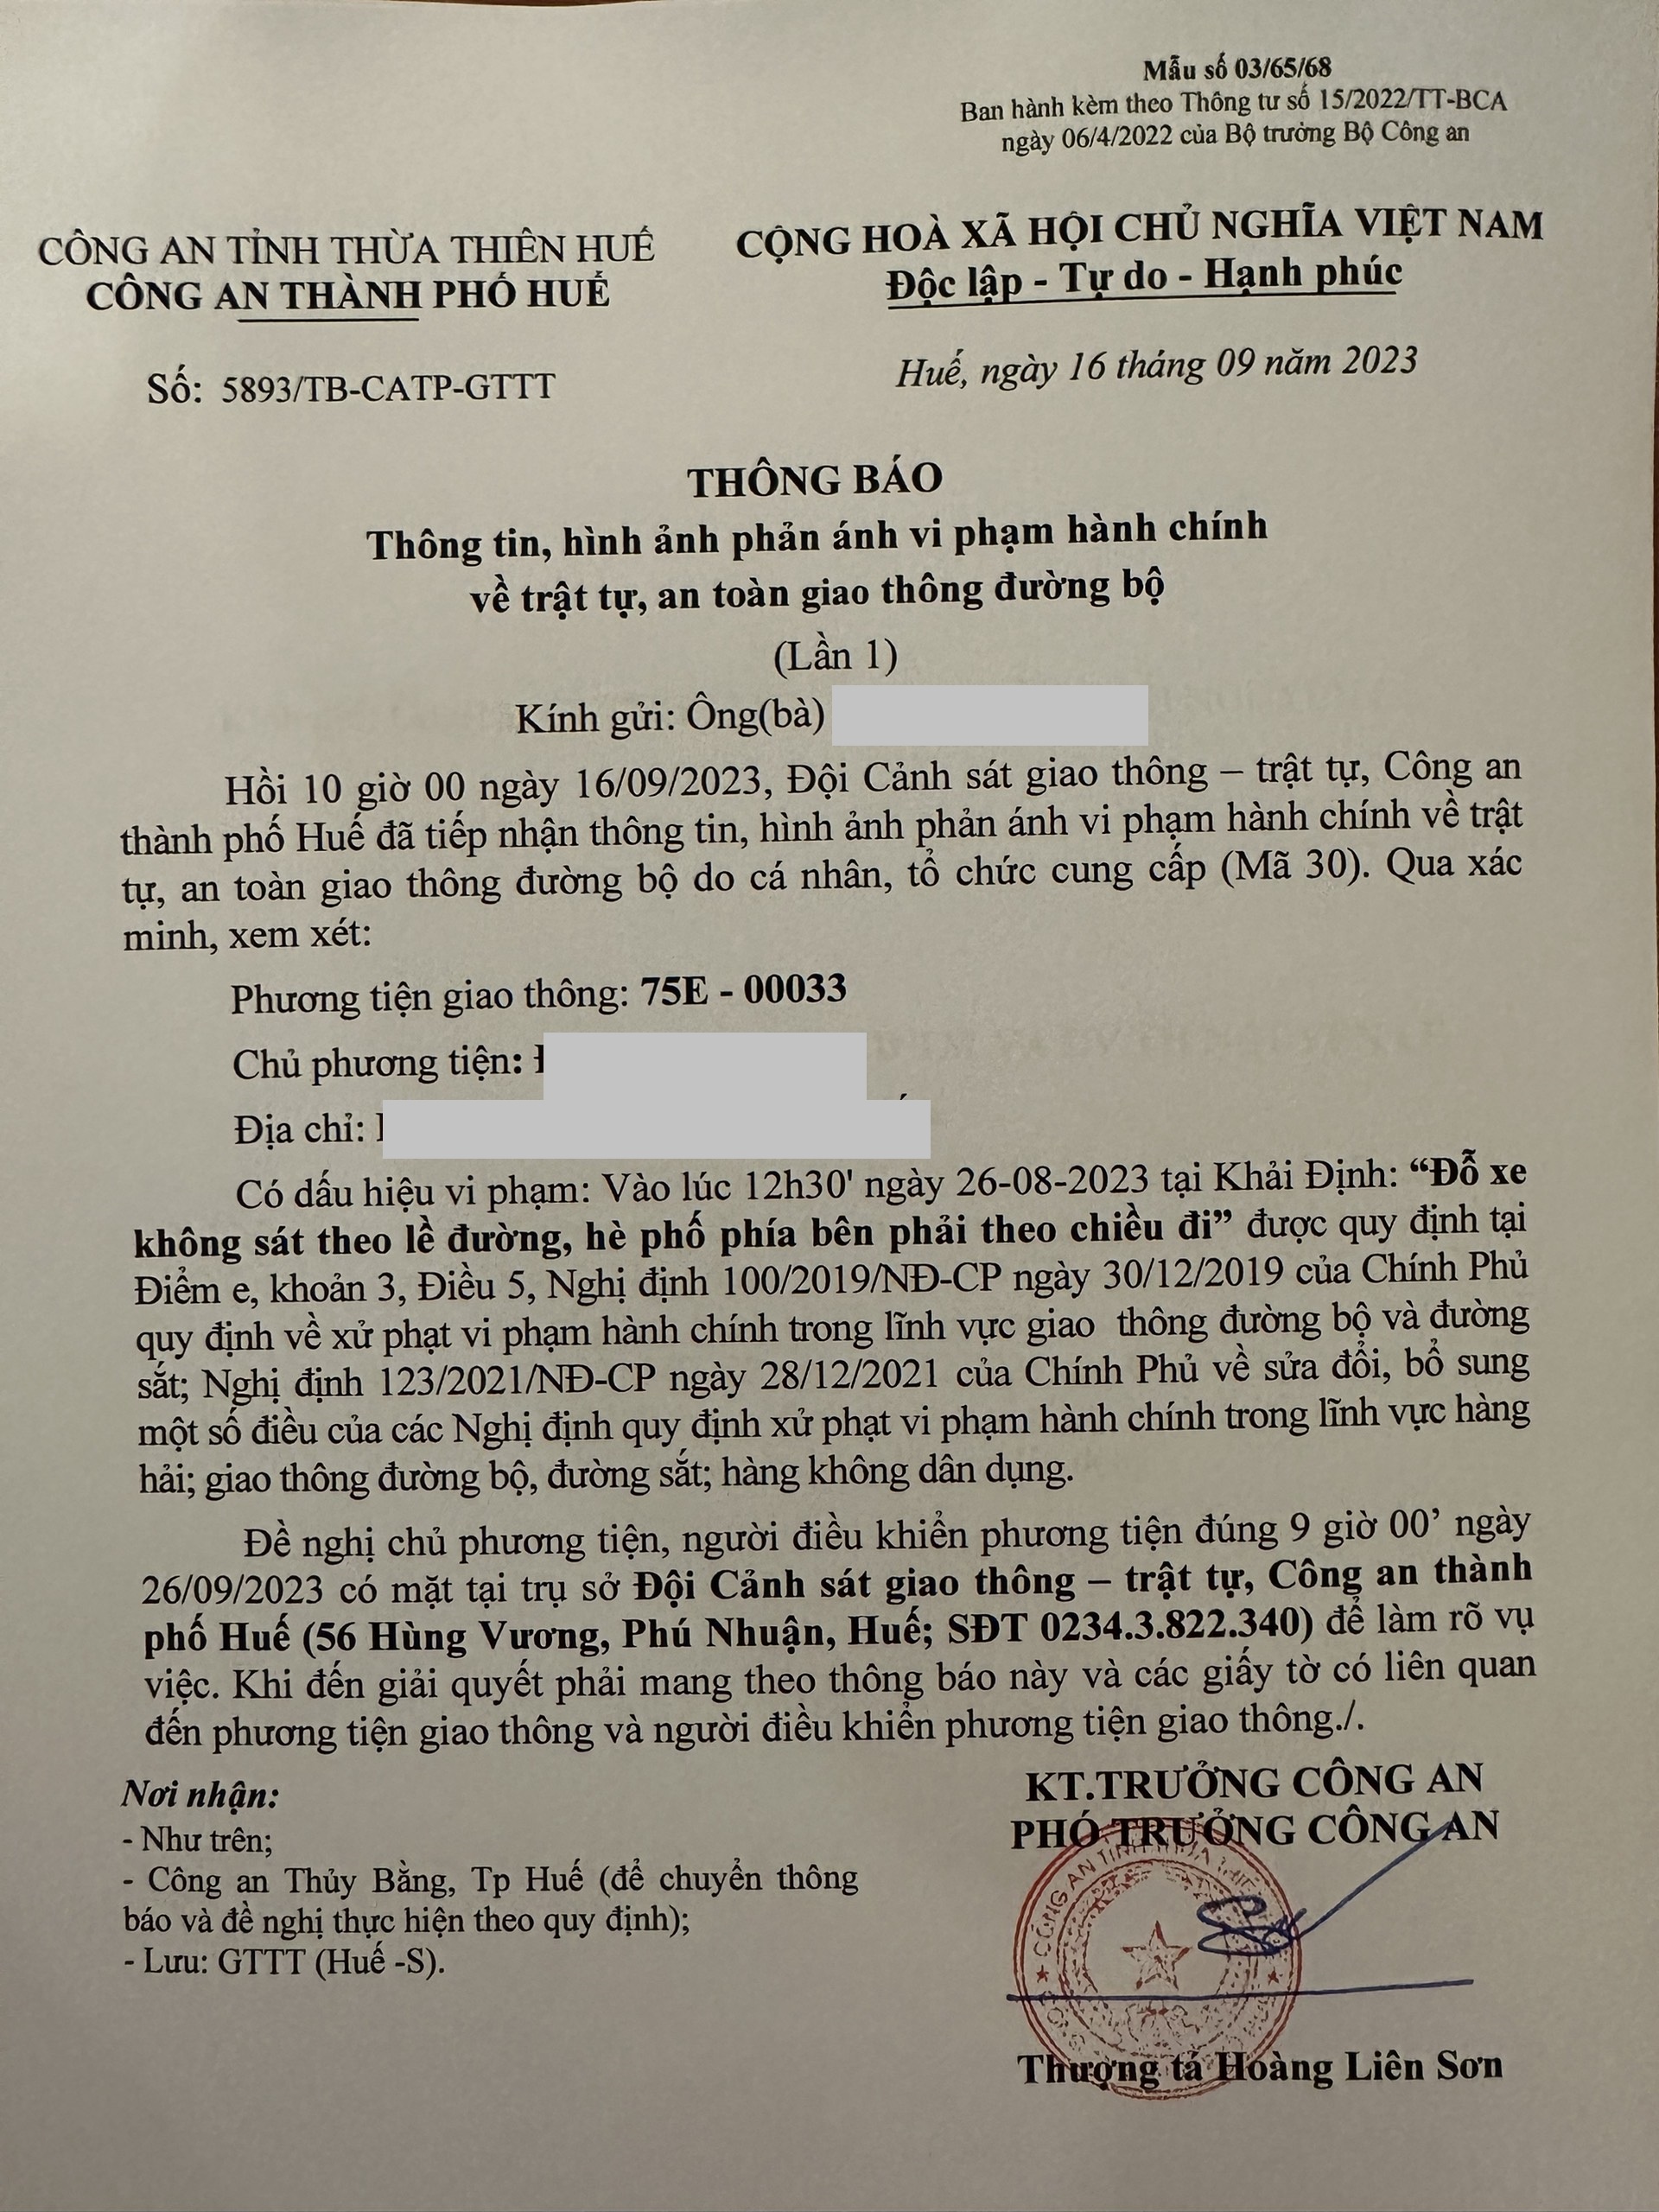 Mẫu số 03/65/68
Ban hành kèm theo Thông tư số 15/2022/TT-BCA
ngày 06/4/2022 của Bộ trưởng Bộ Công an
CÔNG AN TỈNH THỪA THIÊN HUẾ
CÔNG AN THÀNH PHỐ HUẾ
CỘNG HOÀ XÃ HỘI CHỦ NGHĨA VIỆT NAM
Độc lập - Tự do - Hạnh phúc
Số: 5893/TB-CATP-GTTT
Huế, ngày 16 tháng 09 năm 2023
THÔNG BÁO
Thông tin, hình ảnh phản ánh vi phạm hành chính
về trật tự, an toàn giao thông đường bộ
(Lần 1)
Kính gửi: Ông(bà)
Hồi 10 giờ 00 ngày 16/09/2023, Đội Cảnh sát giao thông – trật tự, Công an
thành phố Huế đã tiếp nhận thông tin, hình ảnh phản ánh vi phạm hành chính về trật
tự, an toàn giao thông đường bộ do cá nhân, tổ chức cung cấp (Mã 30). Qua xác
minh, xem xét:
Phương tiện giao thông: 75E - 00033
Chủ phương tiện:
Địa chỉ:
Có dấu hiệu vi phạm: Vào lúc 12h30' ngày 26-08-2023 tại Khải Định: “Đỗ xe
không sát theo lề đường, hè phố phía bên phải theo chiều đi” được quy định tại
Điểm e, khoản 3, Điều 5, Nghị định 100/2019/NĐ-CP ngày 30/12/2019 của Chính Phủ
quy định về xử phạt vi phạm hành chính trong lĩnh vực giao thông đường bộ và đường
sắt; Nghị định 123/2021/NĐ-CP ngày 28/12/2021 của Chính Phủ về sửa đổi, bổ sung
một số điều của các Nghị định quy định xử phạt vi phạm hành chính trong lĩnh vực hàng
hải; giao thông đường bộ, đường sắt; hàng không dân dụng.
Đề nghị chủ phương tiện, người điều khiển phương tiện đúng 9 giờ 00’ ngày
26/09/2023 có mặt tại trụ sở Đội Cảnh sát giao thông – trật tự, Công an thành
phố Huế (56 Hùng Vương, Phú Nhuận, Huế; SĐT 0234.3.822.340) để làm rõ vụ
việc. Khi đến giải quyết phải mang theo thông báo này và các giấy tờ có liên quan
đến phương tiện giao thông và người điều khiển phương tiện giao thông./.
Nơi nhận:
- Như trên;
- Công an Thủy Bằng, Tp Huế (để chuyển thông
báo và đề nghị thực hiện theo quy định);
- Lưu: GTTT (Huế -S).
KT.TRƯỞNG CÔNG AN
PHÓ TRƯỞNG CÔNG AN
CÔNG AN TỈNH THỪA THIÊN
Thượng tá Hoàng Liên Sơn